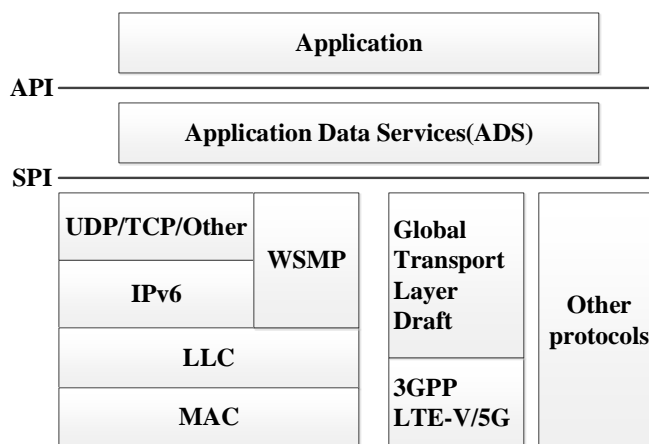 Application
API
Application Data Services(ADS)
SPI
UDP/TCP/Other
WSMP
IPv6
LLC
MAC
Global
Transport
Layer
Draft
3GPP
LTE-V/5G
Other
protocols